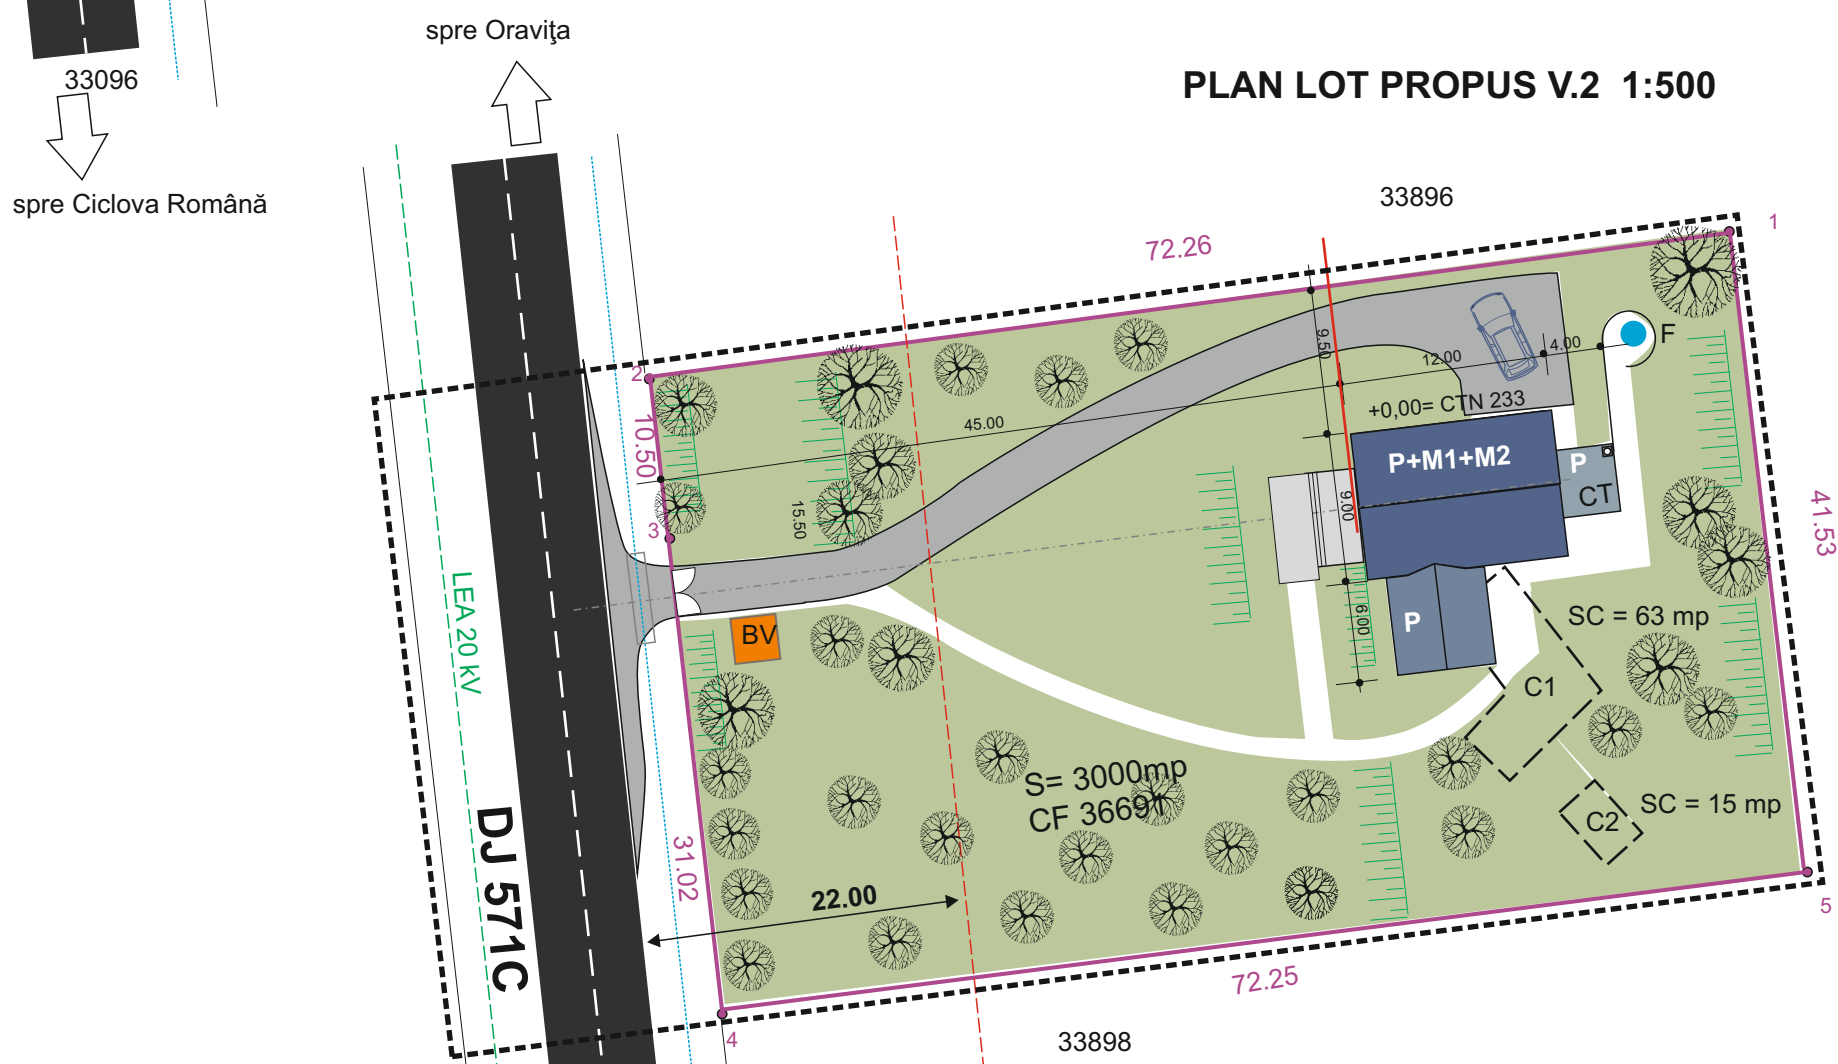 spre Oraviţa
33096
PLAN LOT PROPUS V.2 1:500
spre Ciclova Română
33896
1
72.26
F
9.50
12.00
4.00
2
+0,00= CTN 233
10.50
45.00
P+M1+M2
P
CT
9.00
15.50
3
41.53
LEA 20 kV
BV
6.00
P
SC = 63 mp
C1
S= 3000mp
CF 36691
SC = 15 mp
C2
DJ 571C
31.02
22.00
5
72.25
4
33898